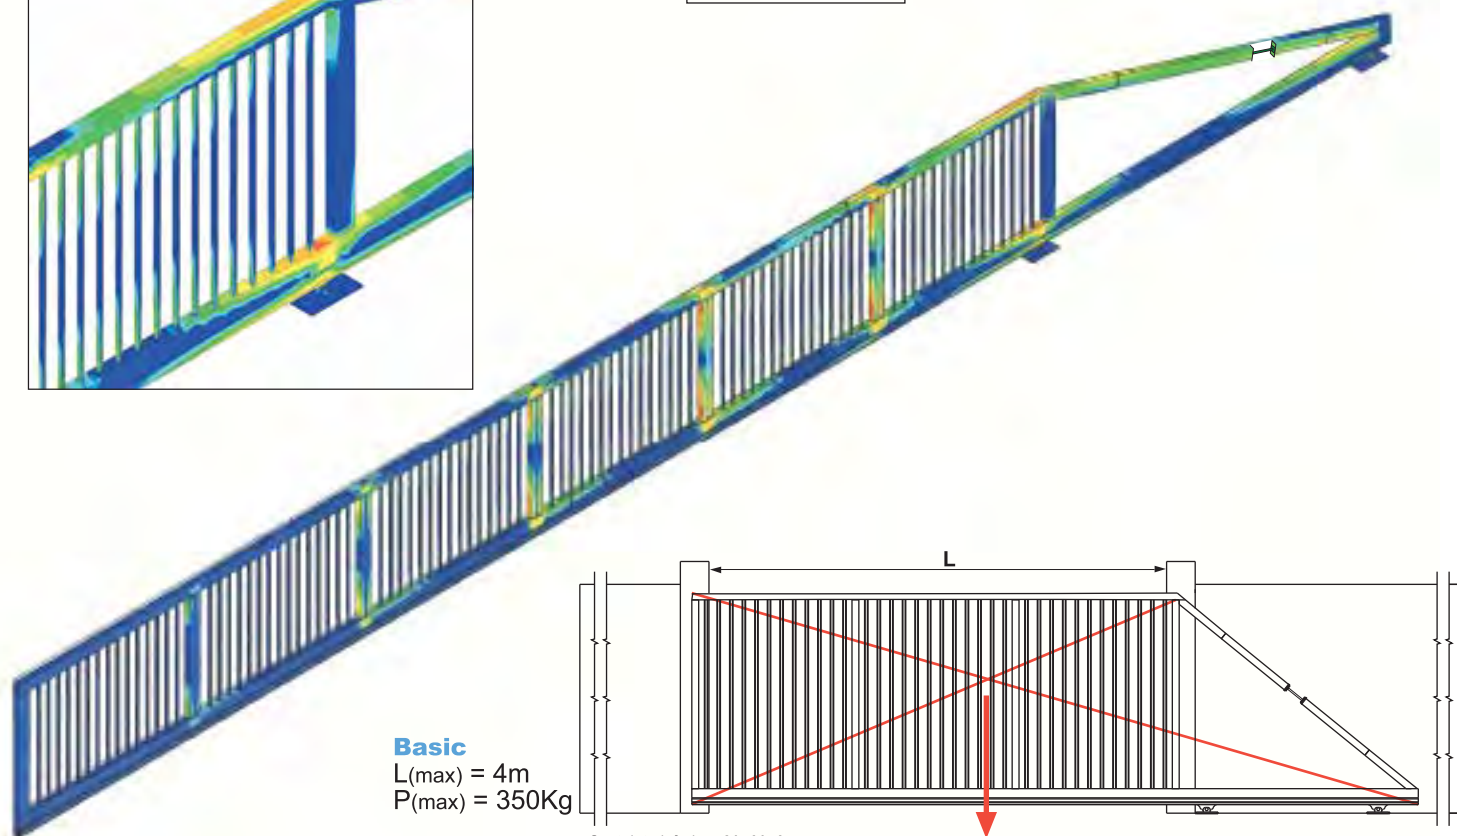 L
Basic
L(max) = 4m
P(max) = 350Kg